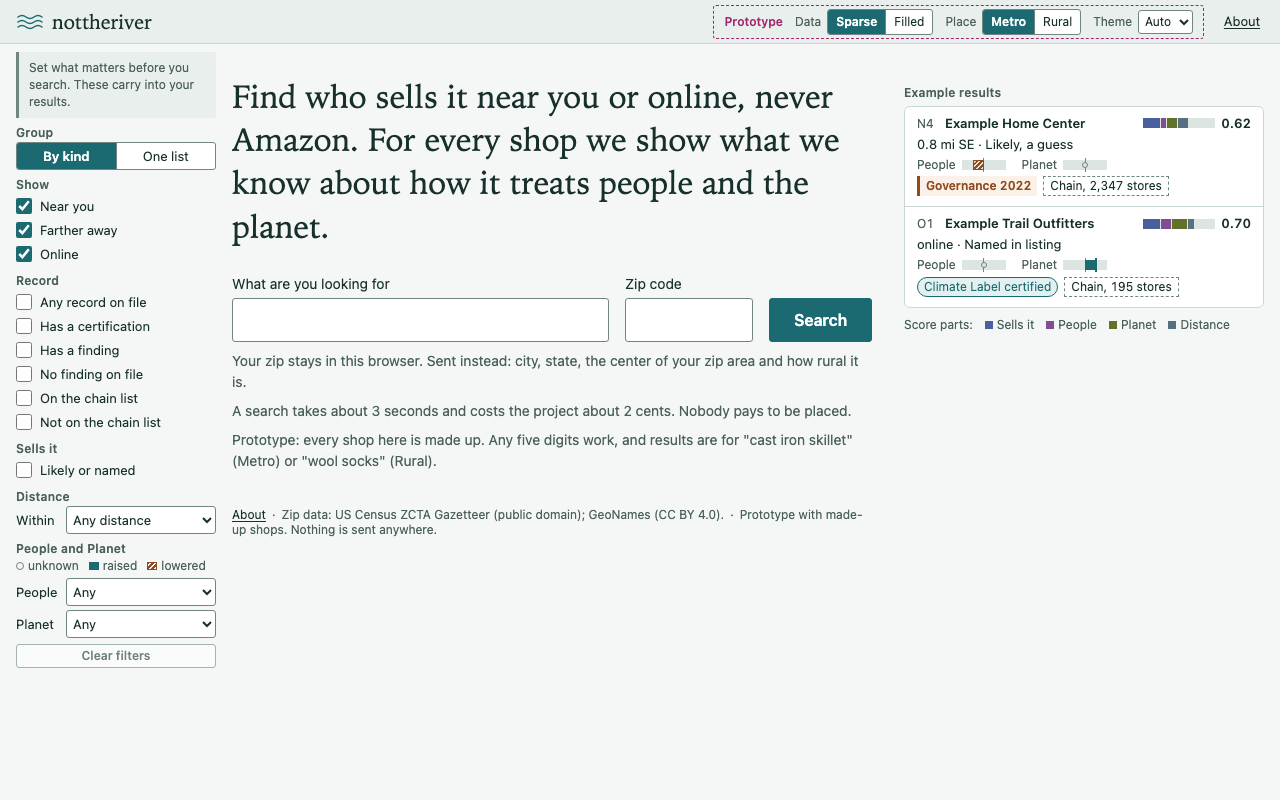 nottheriver
Prototype Data Sparse Filled Place Metro Rural Theme Auto About
Set what matters before you
search. These carry into your
results.
Group
By kind One list
Show
Near you
Farther away
Online
Record
Any record on file
Has a certification
Has a finding
No finding on file
On the chain list
Not on the chain list
Sells it
Likely or named
Distance
Within Any distance
People and Planet
unknown raised lowered
People Any
Planet Any
Clear filters
Find who sells it near you or online, never
Amazon. For every shop we show what we
know about how it treats people and the
planet.
What are you looking for Zip code
Search
Your zip stays in this browser. Sent instead: city, state, the center of your zip area and how rural it
is.
A search takes about 3 seconds and costs the project about 2 cents. Nobody pays to be placed.
Prototype: every shop here is made up. Any five digits work, and results are for "cast iron skillet"
(Metro) or "wool socks" (Rural).
About · Zip data: US Census ZCTA Gazetteer (public domain); GeoNames (CC BY 4.0). · Prototype with made-
up shops. Nothing is sent anywhere.
Example results
N4 Example Home Center 0.62
0.8 mi SE · Likely, a guess
People Planet
Governance 2022 Chain, 2,347 stores
O1 Example Trail Outfitters 0.70
online · Named in listing
People Planet
Climate Label certified Chain, 195 stores
Score parts: Sells it People Planet Distance